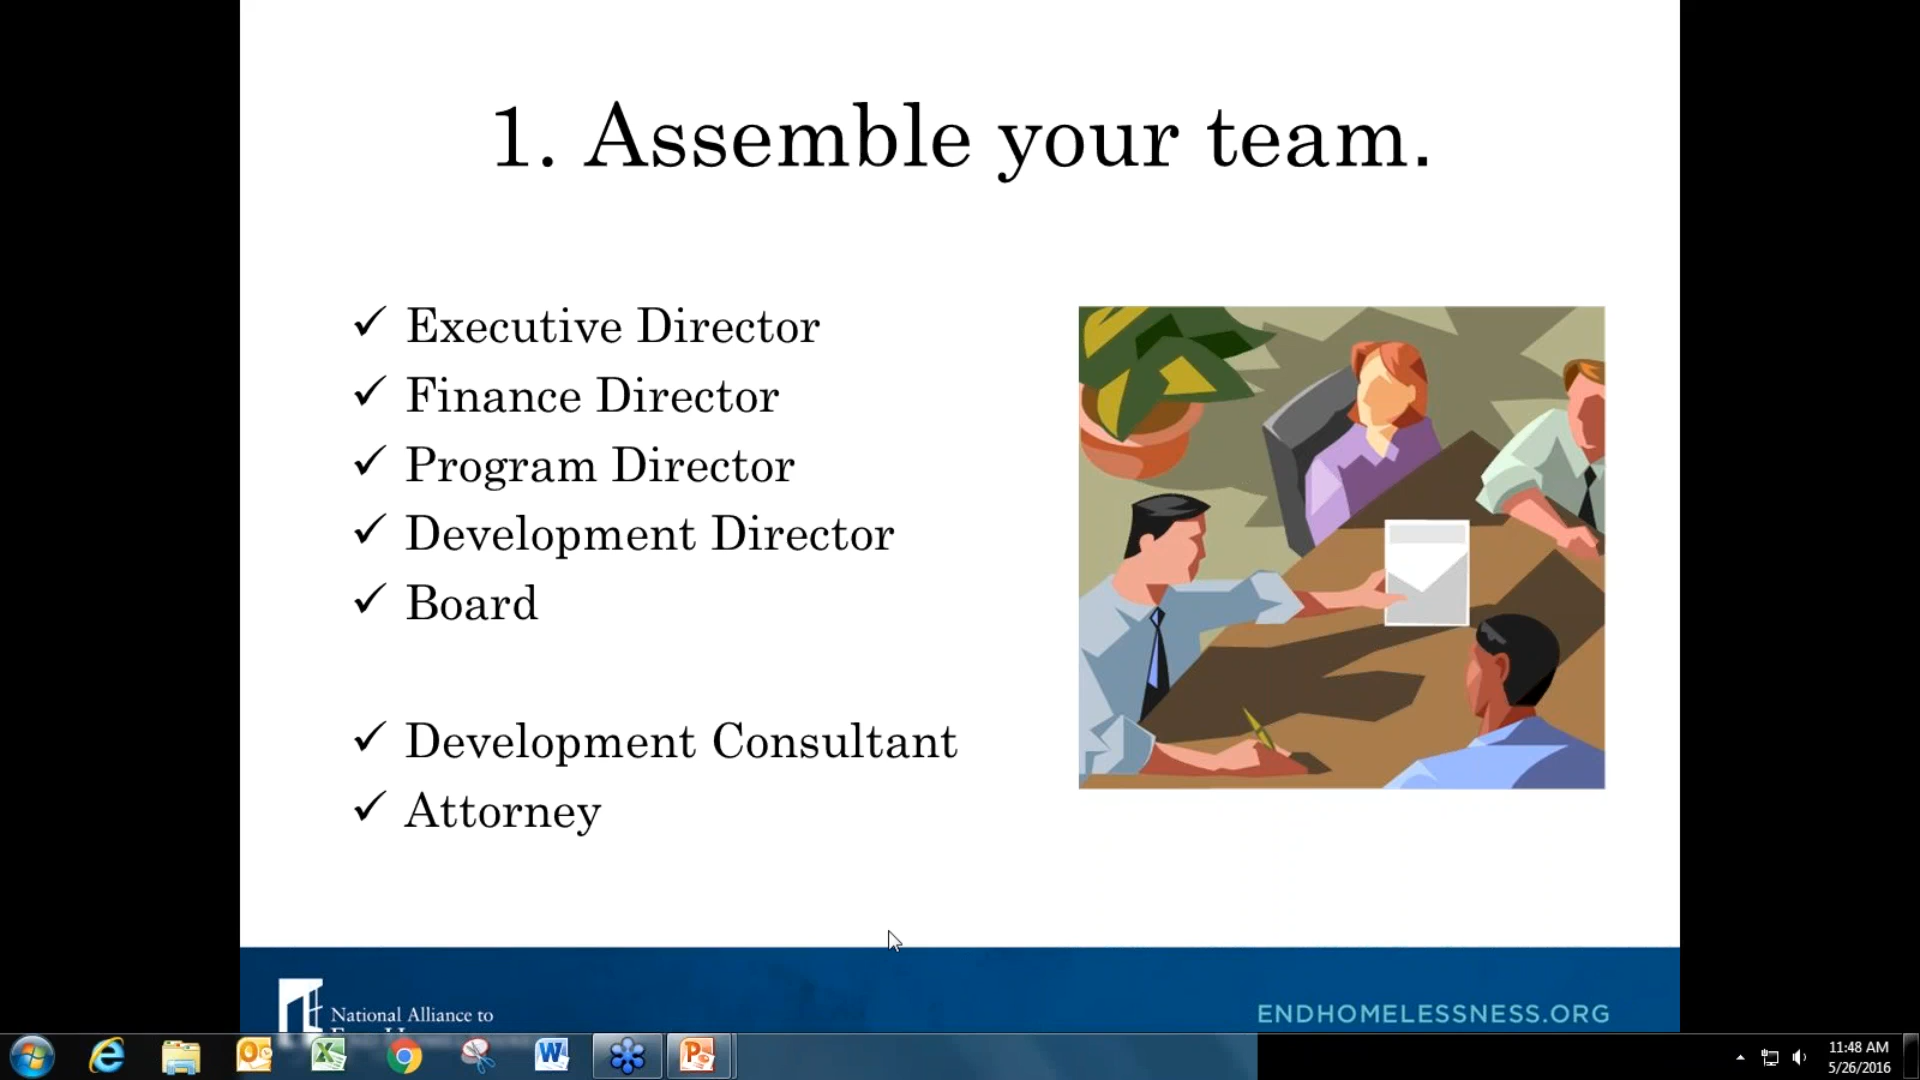 1. Assemble your team.
✓ Executive Director
✓ Finance Director
✓ Program Director
✓ Development Director
✓ Board
✓ Development Consultant
✓ Attorney
National Alliance to
ENDHOMELESSNESS.ORG
11:48 AM
5/26/2016